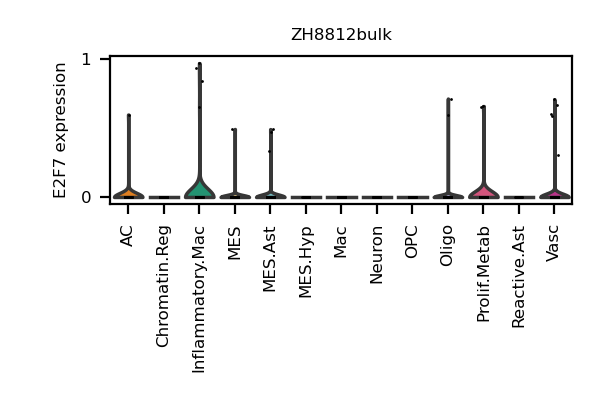 ZH8812bulk
E2F7 expression
1
0
AC
Chromatin.Reg
Inflammatory.Mac
MES
MES.Ast
MES.Hyp
Mac
Neuron
OPC
Oligo
Prolif.Metab
Reactive.Ast
Vasc